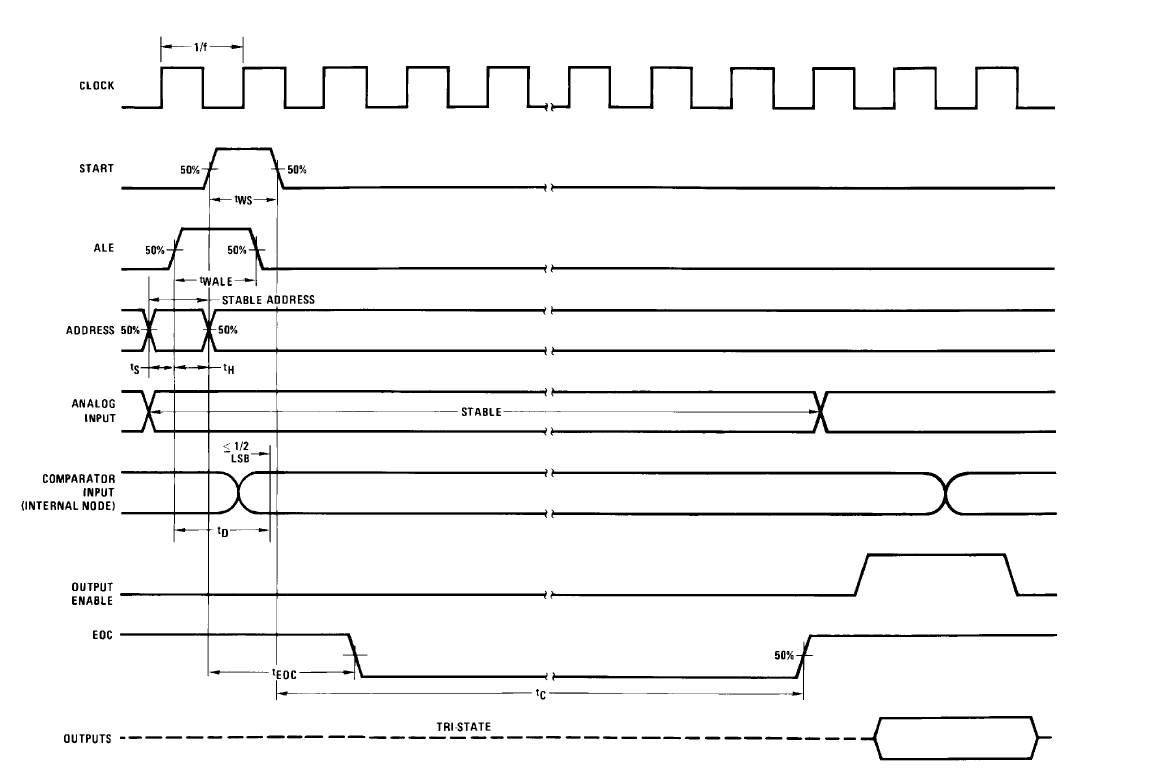 1/f
CLOCK
START
50%
50%
tWS
ALE
50%
50%
tWALE
STABLE ADDRESS
ADDRESS
50%
50%
tS
tH
ANALOG
INPUT
STABLE
≤ 1/2
LSB
COMPARATOR
INPUT
(INTERNAL NODE)
tD
OUTPUT
ENABLE
EOC
50%
tEOC
tC
TRI-STATE
OUTPUTS